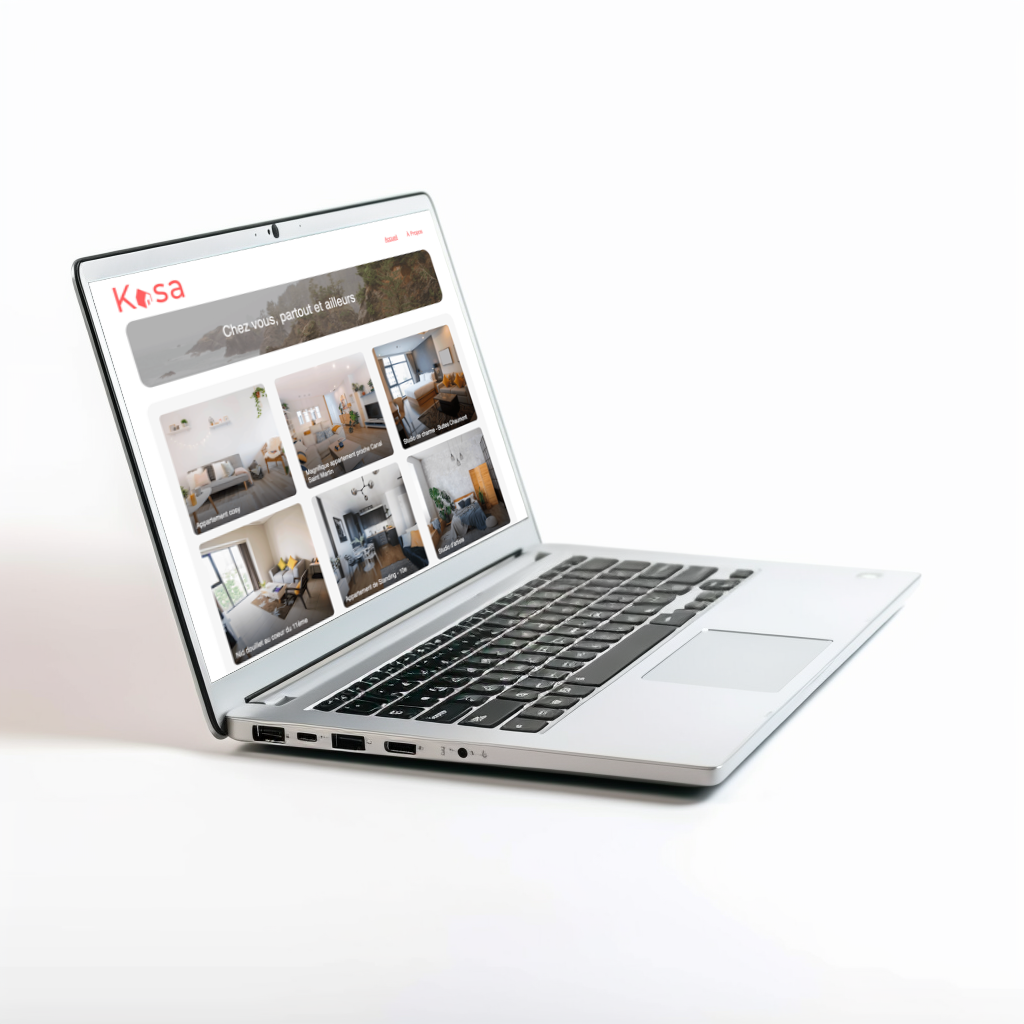 Kasa
Accueil
À Propos
Chez vous, partout et ailleurs
Appartement cosy
Magnifique appartement proche Canal
Saint Martin
Studio de charme - Buttes Chaumont
Nid douillet au coeur du 11ème
Appartement de Standing - 10e
Studio d'artiste